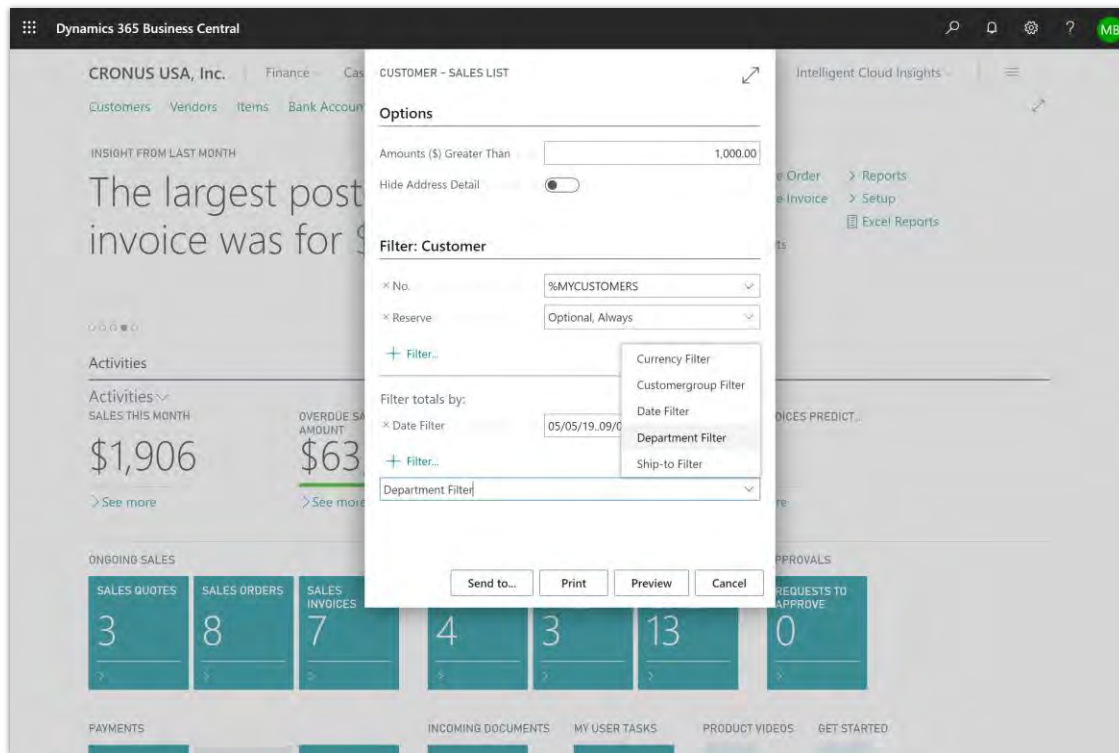 Dynamics 365 Business Central
?
MB
CRONUS USA, Inc.
Finance
Cas
Intelligent Cloud Insights
Customers Vendors Items Bank Accoun
INSIGHT FROM LAST MONTH
The largest post
invoice was for $
e Order > Reports
e Invoice > Setup
Excel Reports
ts
CUSTOMER - SALES LIST
Options
Amounts ($) Greater Than 1,000.00
Hide Address Detail
Filter: Customer
× No. %MYCUSTOMERS
× Reserve Optional, Always
+ Filter...
Filter totals by:
× Date Filter 05/05/19..09/0
+ Filter...
Department Filter
Currency Filter
Customergroup Filter
Date Filter
Department Filter
Ship-to Filter
Send to... Print Preview Cancel
Activities
Activities
SALES THIS MONTH
$1,906
>See more
OVERDUE SA
AMOUNT
$63,
>See more
OICES PREDICT...
re
ONGOING SALES
SALES QUOTES
3
SALES ORDERS
8
SALES
INVOICES
7
4
3
13
PPROVALS
REQUESTS TO
APPROVE
0
PAYMENTS
INCOMING DOCUMENTS
MY USER TASKS
PRODUCT VIDEOS
GET STARTED